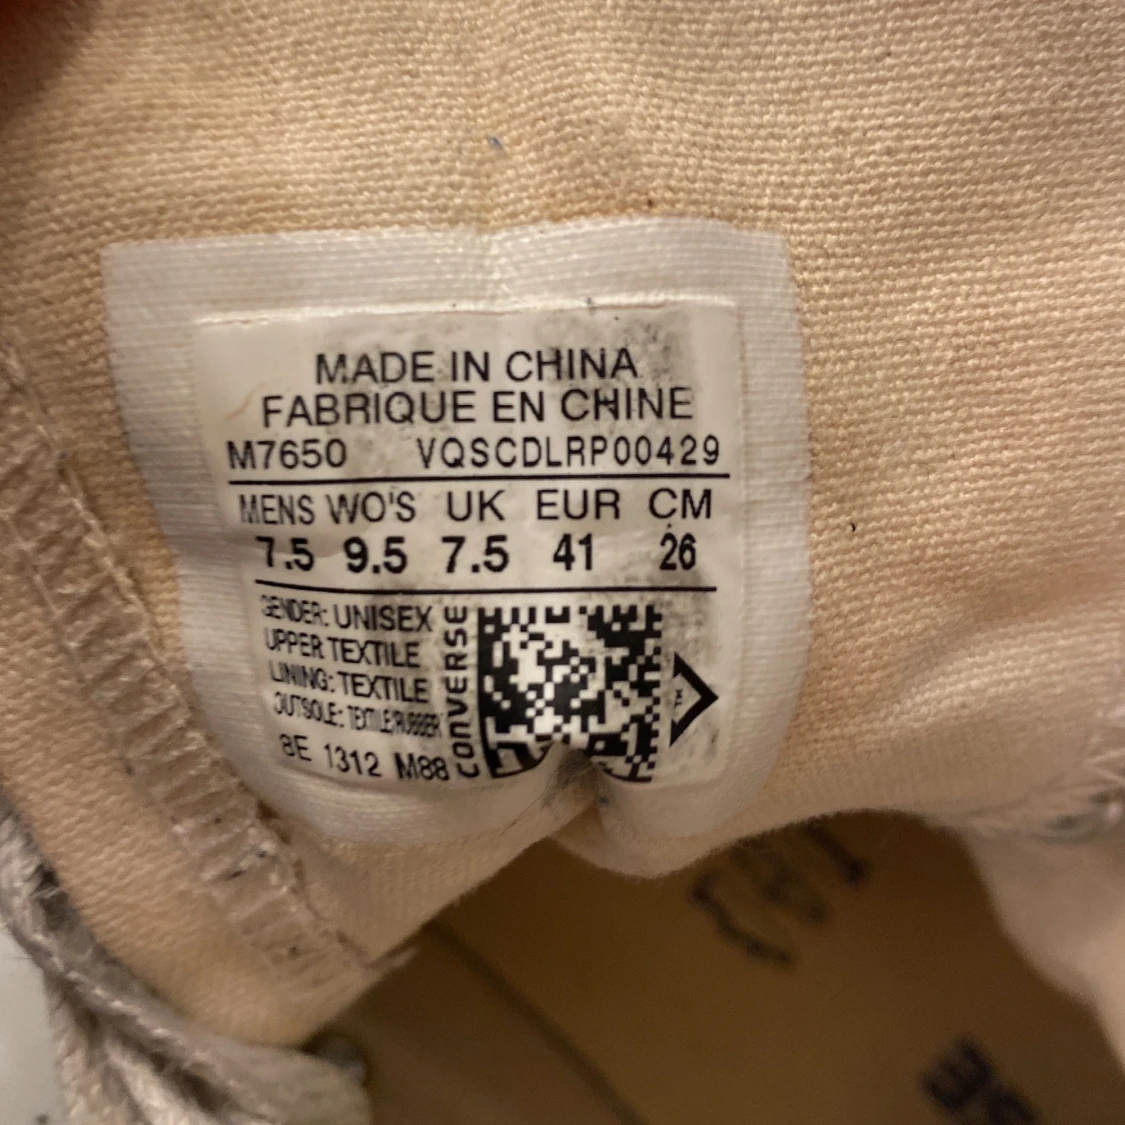 MADE IN CHINA
FABRIQUE EN CHINE
M7650 VQSCDLRP00429
MENS WO'S UK EUR CM
7.5 9.5 7.5 41 26
GENDER: UNISEX
UPPER TEXTILE
LINING: TEXTILE
OUTSOLE: TEXTILE/RUBBER
8E 1312 M88
CONVERSE